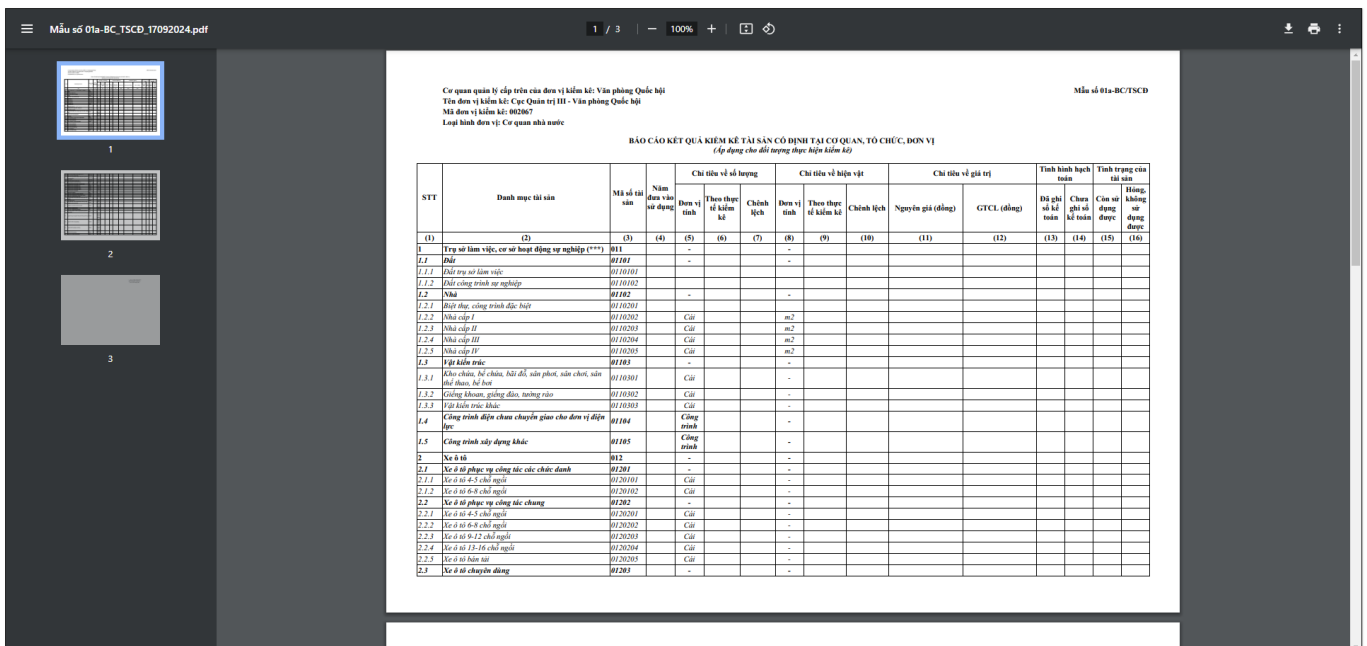 Mẫu số 01a-BC_TSCĐ_17092024.pdf
1 / 3
100%
1
2
3
Cơ quan quản lý cấp trên của đơn vị kiểm kê: Văn phòng Quốc hội
Mẫu số 01a-BC/TSCĐ
Tên đơn vị kiểm kê: Cục Quản trị III - Văn phòng Quốc hội
Mã đơn vị kiểm kê: 002067
Loại hình đơn vị: Cơ quan nhà nước
BÁO CÁO KẾT QUẢ KIỂM KÊ TÀI SẢN CỐ ĐỊNH TẠI CƠ QUAN, TỔ CHỨC, ĐƠN VỊ
(Áp dụng cho đối tượng thực hiện kiểm kê)
STT
Danh mục tài sản
Mã số tài
sản
Năm
đưa vào
sử dụng
Chỉ tiêu về số lượng
Đơn vị
tính
Theo thực
tế kiểm
kê
Chênh
lệch
Chỉ tiêu về hiện vật
Đơn vị
tính
Theo thực
tế kiểm kê
Chênh lệch
Chỉ tiêu về giá trị
Nguyên giá (đồng)
GTCL (đồng)
Tình hình hạch
toán
Đã ghi
sổ kế
toán
Chưa
ghi sổ
kế toán
Tình trạng của
tài sản
Còn sử
dụng
được
Hỏng,
không
sử
dụng
được
(1) (2) (3) (4) (5) (6) (7) (8) (9) (10) (11) (12) (13) (14) (15) (16)
1 Trụ sở làm việc, cơ sở hoạt động sự nghiệp (***) 011 - -
1.1 Đất 01101 - -
1.1.1 Đất trụ sở làm việc 0110101
1.1.2 Đất công trình sự nghiệp 0110102
1.2 Nhà 01102 - -
1.2.1 Biệt thự, công trình đặc biệt 0110201
1.2.2 Nhà cấp I 0110202 Cái m2
1.2.3 Nhà cấp II 0110203 Cái m2
1.2.4 Nhà cấp III 0110204 Cái m2
1.2.5 Nhà cấp IV 0110205 Cái m2
1.3 Vật kiến trúc 01103 - -
1.3.1 Kho chứa, bể chứa, bãi đỗ, sân phơi, sân chơi, sân
thể thao, bể bơi 0110301 Cái -
1.3.2 Giếng khoan, giếng đào, tường rào 0110302 Cái -
1.3.3 Vật kiến trúc khác 0110303 Cái -
1.4 Công trình điện chưa chuyển giao cho đơn vị điện
lực 01104 Công
trình -
1.5 Công trình xây dựng khác 01105 Công
trình -
2 Xe ô tô 012 - -
2.1 Xe ô tô phục vụ công tác các chức danh 01201 - -
2.1.1 Xe ô tô 4-5 chỗ ngồi 0120101 Cái -
2.1.2 Xe ô tô 6-8 chỗ ngồi 0120102 Cái -
2.2 Xe ô tô phục vụ công tác chung 01202 - -
2.2.1 Xe ô tô 4-5 chỗ ngồi 0120201 Cái -
2.2.2 Xe ô tô 6-8 chỗ ngồi 0120202 Cái -
2.2.3 Xe ô tô 9-12 chỗ ngồi 0120203 Cái -
2.2.4 Xe ô tô 13-16 chỗ ngồi 0120204 Cái -
2.2.5 Xe ô tô bán tải 0120205 Cái -
2.3 Xe ô tô chuyên dùng 01203 - -